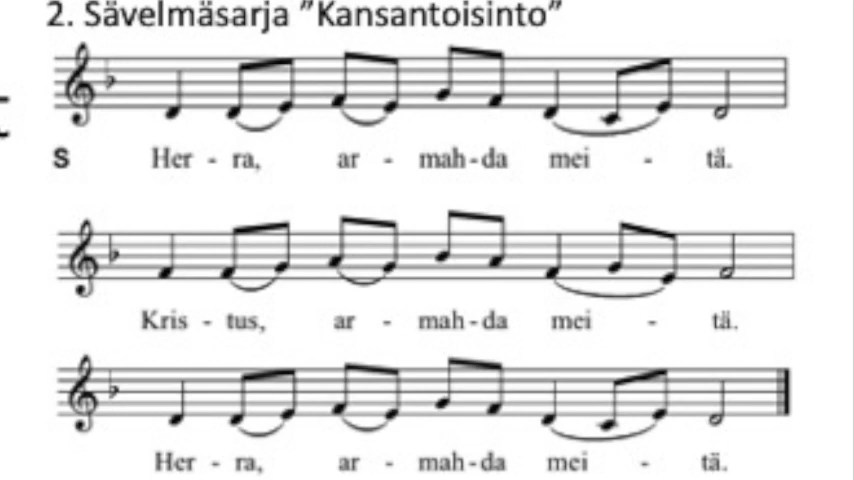 2. Sävelmäsarja ”Kansantoisinto”
S Her - ra, ar - mah - da mei - tä.
Kris - tus, ar - mah - da mei - tä.
Her - ra, ar - mah - da mei - tä.